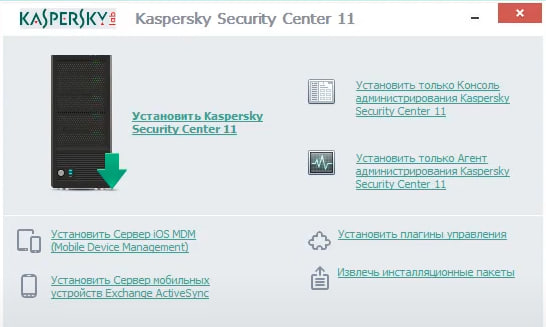 KASPERSKY lab
Kaspersky Security Center 11
Установить Kaspersky
Security Center 11
Установить только Консоль
администрирования Kaspersky
Security Center 11
Установить только Агент
администрирования Kaspersky
Security Center 11
Установить Сервер iOS MDM
(Mobile Device Management)
Установить Сервер мобильных
устройств Exchange ActiveSync
Установить плагины управления
Извлечь инсталляционные пакеты